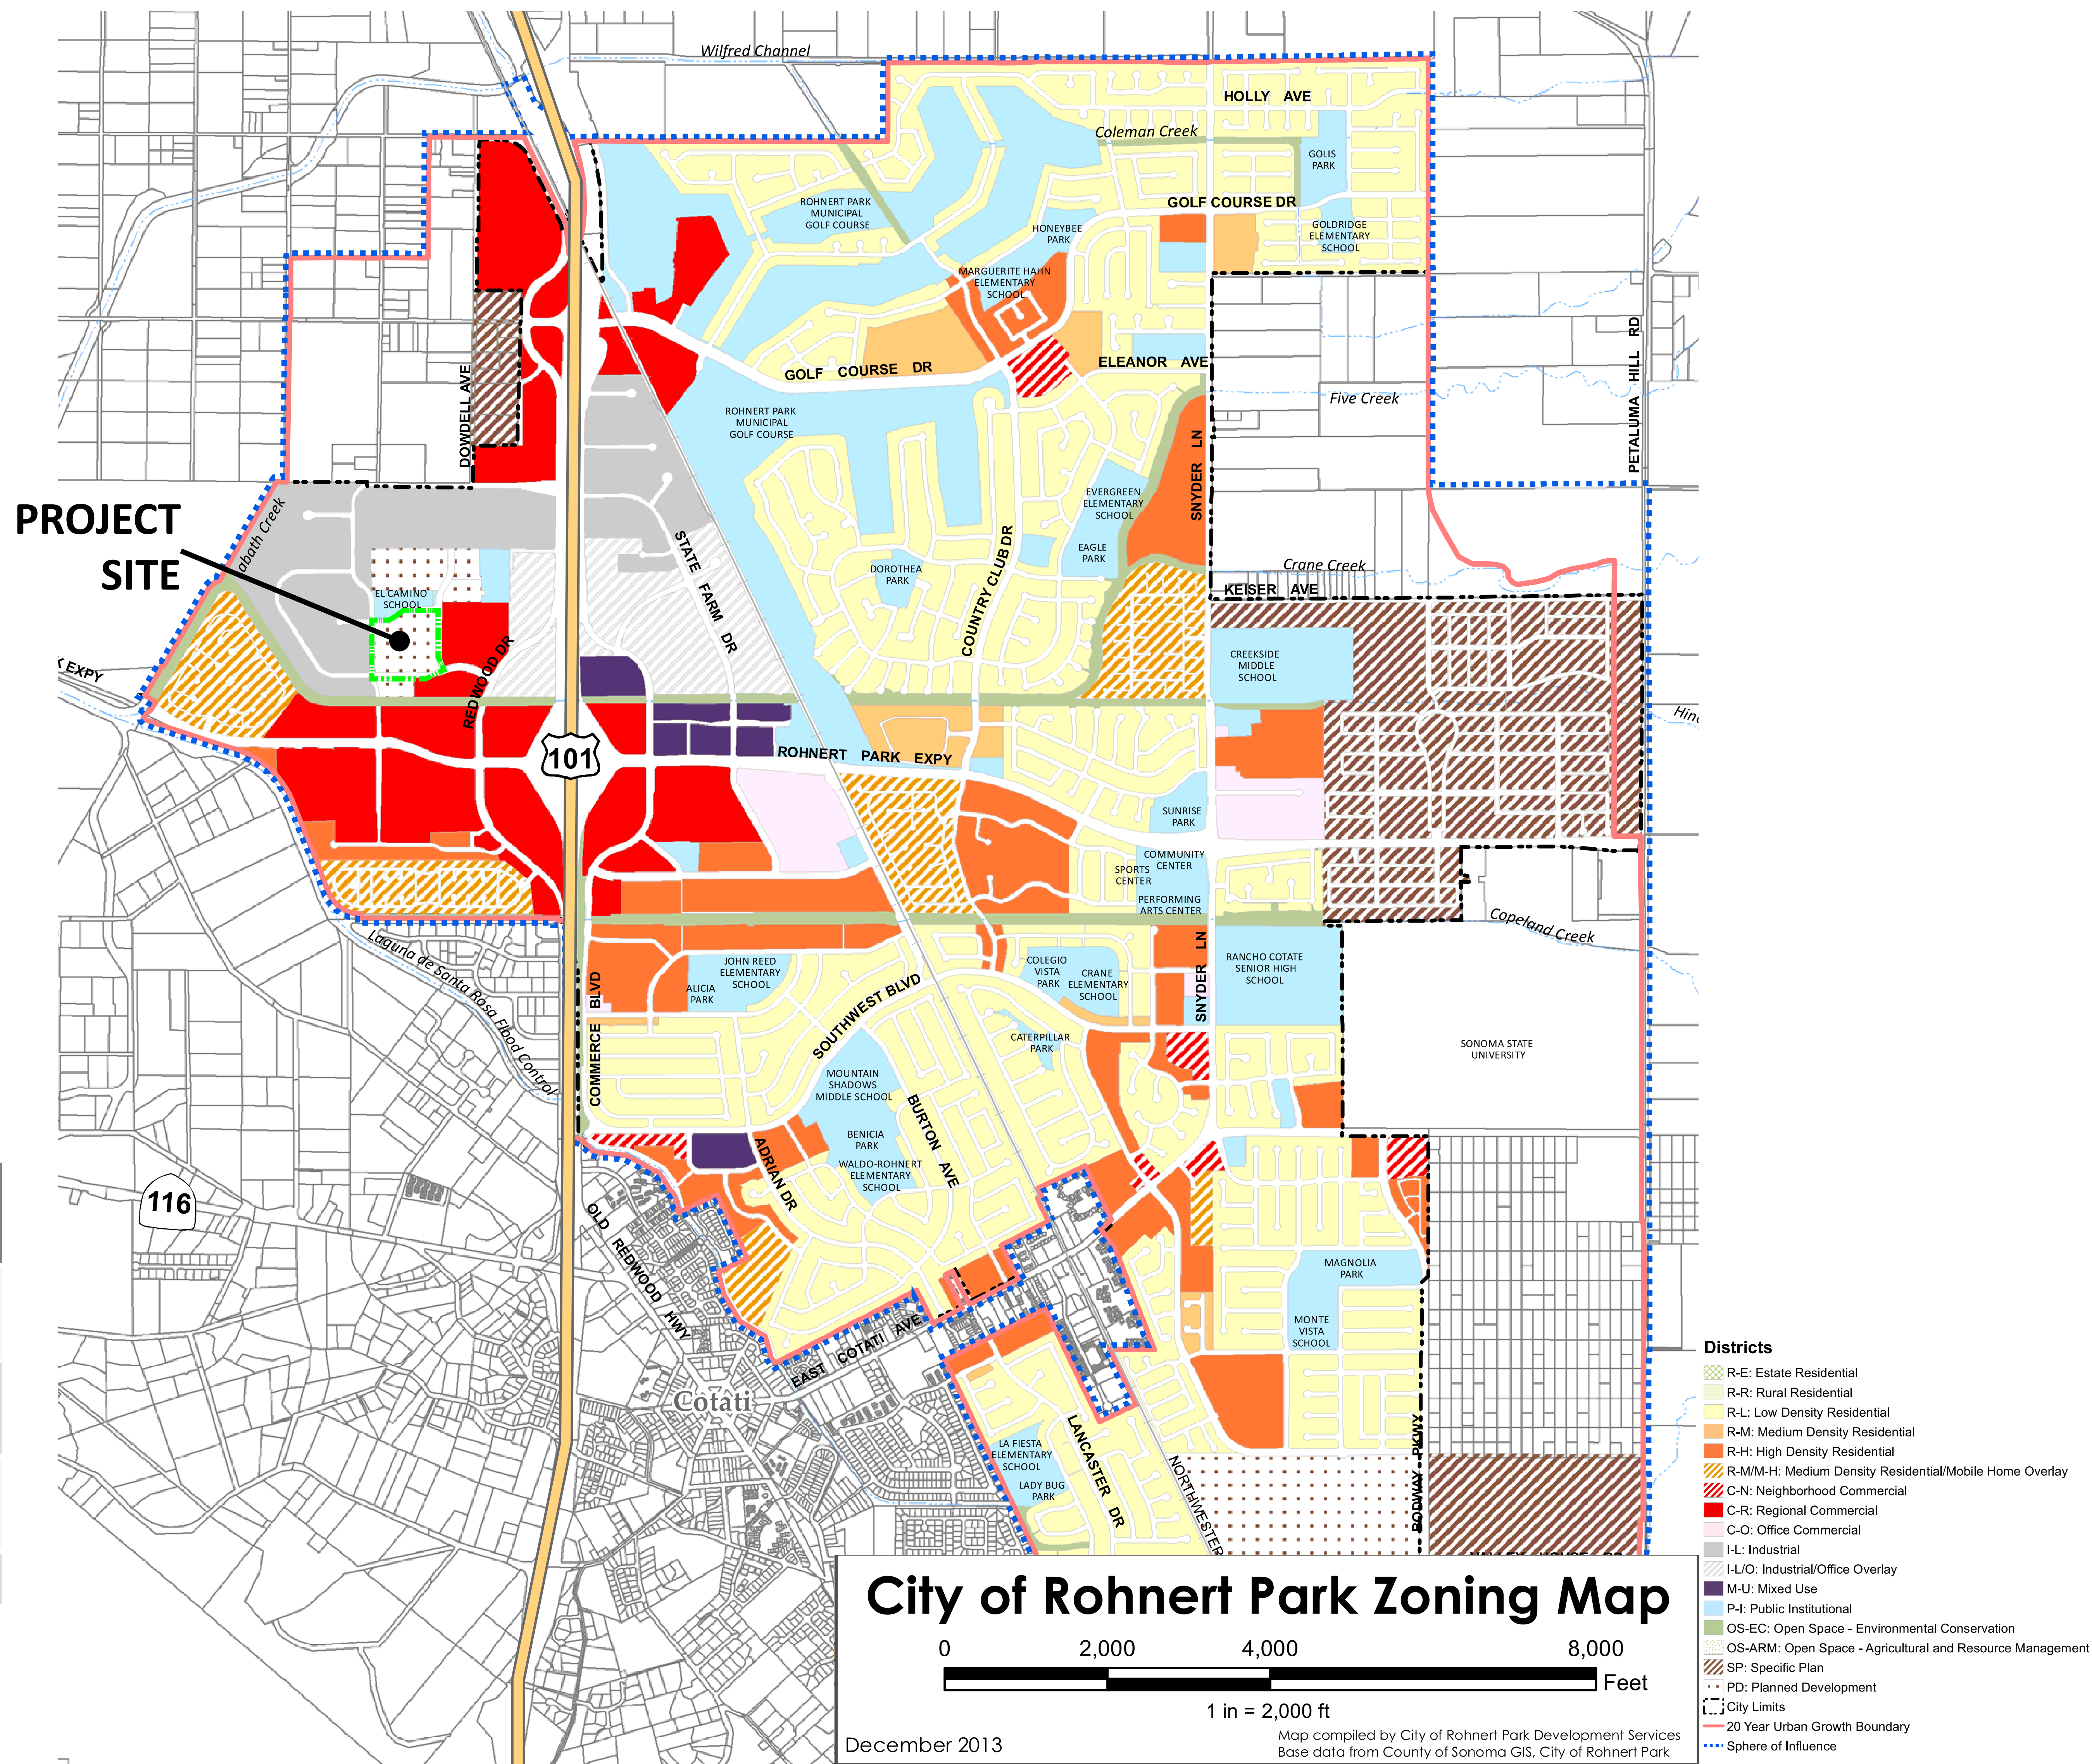 Wilfred Channel
HOLLY AVE
Coleman Creek
GOLIS
PARK
GOLF COURSE DR
ROHNERT PARK
MUNICIPAL
GOLF COURSE
HONEYBEE
PARK
GOLDRIDGE
ELEMENTARY
SCHOOL
MARGUERITE HAHN
ELEMENTARY
SCHOOL
PETALUMA HILL RD
ELEANOR AVE
GOLF COURSE DR
DOWDELL AVE
Five Creek
ROHNERT PARK
MUNICIPAL
GOLF COURSE
SNYDER LN
EVERGREEN
ELEMENTARY
SCHOOL
PROJECT
SITE
abath Creek
STATE FARM DR
COUNTRY CLUB DR
EAGLE
PARK
DOROTHEA
PARK
Crane Creek
KEISER AVE
EL CAMINO
SCHOOL
REDWOOD DR
CREEKSIDE
MIDDLE
SCHOOL
K EXPY
Hin
101
ROHNERT PARK EXPY
SUNRISE
PARK
COMMUNITY
CENTER
SPORTS
CENTER
PERFORMING
ARTS CENTER
Copeland Creek
Laguna de Santa Rosa Flood Control
COMMERCE BLVD
JOHN REED
ELEMENTARY
SCHOOL
ALICIA
PARK
COLEGIO
VISTA
PARK
CRANE
ELEMENTARY
SCHOOL
SNYDER LN
RANCHO COTATE
SENIOR HIGH
SCHOOL
SOUTHWEST BLVD
CATERPILLAR
PARK
SONOMA STATE
UNIVERSITY
MOUNTAIN
SHADOWS
MIDDLE SCHOOL
BURTON AVE
BENICIA
PARK
ADRIAN DR
WALDO-ROHNERT
ELEMENTARY
SCHOOL
116
OLD REDWOOD HWY
MAGNOLIA
PARK
MONTE
VISTA
SCHOOL
EAST COTATI AVE
Cotati
LANCASTER DR
LA FIESTA
ELEMENTARY
SCHOOL
LADY BUG
PARK
NORTHWESTER
BODWAY PKWY
Districts
R-E: Estate Residential
R-R: Rural Residential
R-L: Low Density Residential
R-M: Medium Density Residential
R-H: High Density Residential
R-M/M-H: Medium Density Residential/Mobile Home Overlay
C-N: Neighborhood Commercial
C-R: Regional Commercial
C-O: Office Commercial
I-L: Industrial
I-L/O: Industrial/Office Overlay
M-U: Mixed Use
P-I: Public Institutional
OS-EC: Open Space - Environmental Conservation
OS-ARM: Open Space - Agricultural and Resource Management
SP: Specific Plan
PD: Planned Development
City Limits
20 Year Urban Growth Boundary
Sphere of Influence
City of Rohnert Park Zoning Map
0 2,000 4,000 8,000
Feet
1 in = 2,000 ft
December 2013
Map compiled by City of Rohnert Park Development Services
Base data from County of Sonoma GIS, City of Rohnert Park